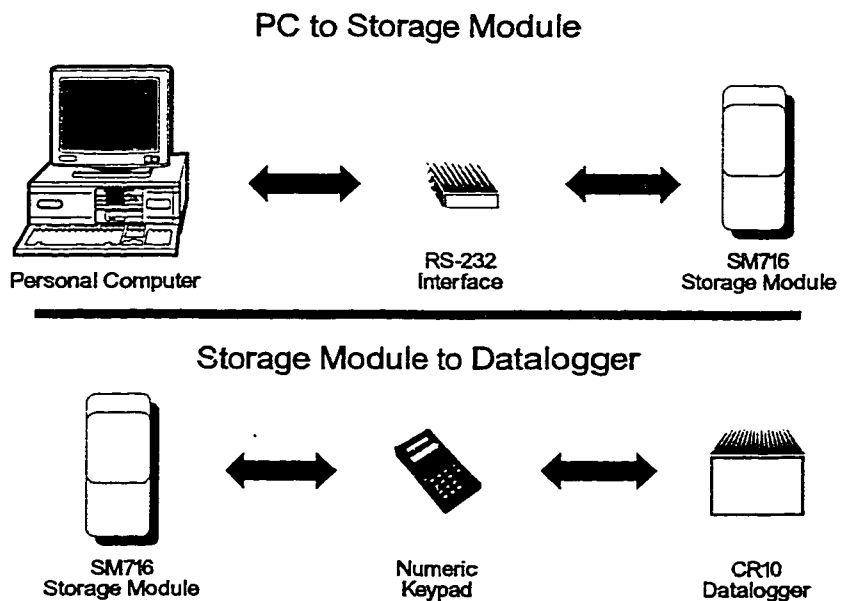 PC to Storage Module
Personal Computer
RS-232
Interface
SM716
Storage Module
Storage Module to Datalogger
SM716
Storage Module
Numeric
Keypad
CR10
Datalogger